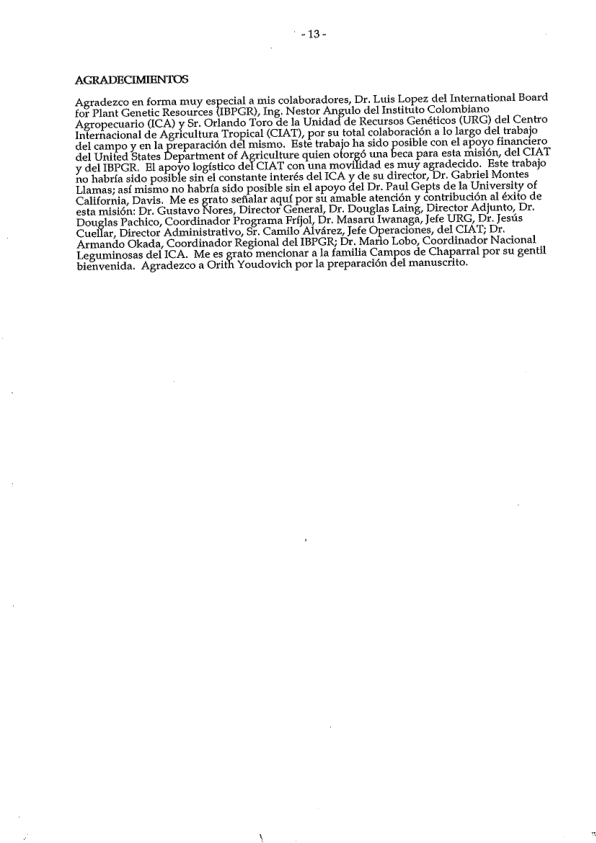 - 13 -
AGRADECIMIENTOS
Agradezco en forma muy especial a mis colaboradores, Dr. Luis Lopez del International Board
for Plant Genetic Resources (IBPGR), Ing. Nestor Angulo del Instituto Colombiano
Agropecuario (ICA) y Sr. Orlando Toro de la Unidad de Recursos Genéticos (URG) del Centro
Internacional de Agricultura Tropical (CIAT), por su total colaboración a lo largo del trabajo
del campo y en la preparación del mismo. Este trabajo ha sido posible con el apoyo financiero
del United States Department of Agriculture quien otorgó una beca para esta misión, del CIAT
y del IBPGR. El apoyo logístico del CIAT con una movilidad es muy agradecido. Este trabajo
no habría sido posible sin el constante interés del ICA y de su director, Dr. Gabriel Montes
Llamas; así mismo no habría sido posible sin el apoyo del Dr. Paul Gepts de la University of
California, Davis. Me es grato señalar aquí por su amable atención y contribución al éxito de
esta misión: Dr. Gustavo Nores, Director General, Dr. Douglas Laing, Director Adjunto, Dr.
Douglas Pachico, Coordinador Programa Fríjol, Dr. Masaru Iwanaga, Jefe URG, Dr. Jesús
Cuellar, Director Administrativo, Sr. Camilo Alvárez, Jefe Operaciones, del CIAT; Dr.
Armando Okada, Coordinador Regional del IBPGR; Dr. Mario Lobo, Coordinador Nacional
Leguminosas del ICA. Me es grato mencionar a la familia Campos de Chaparral por su gentil
bienvenida. Agradezco a Orith Youdovich por la preparación del manuscrito.